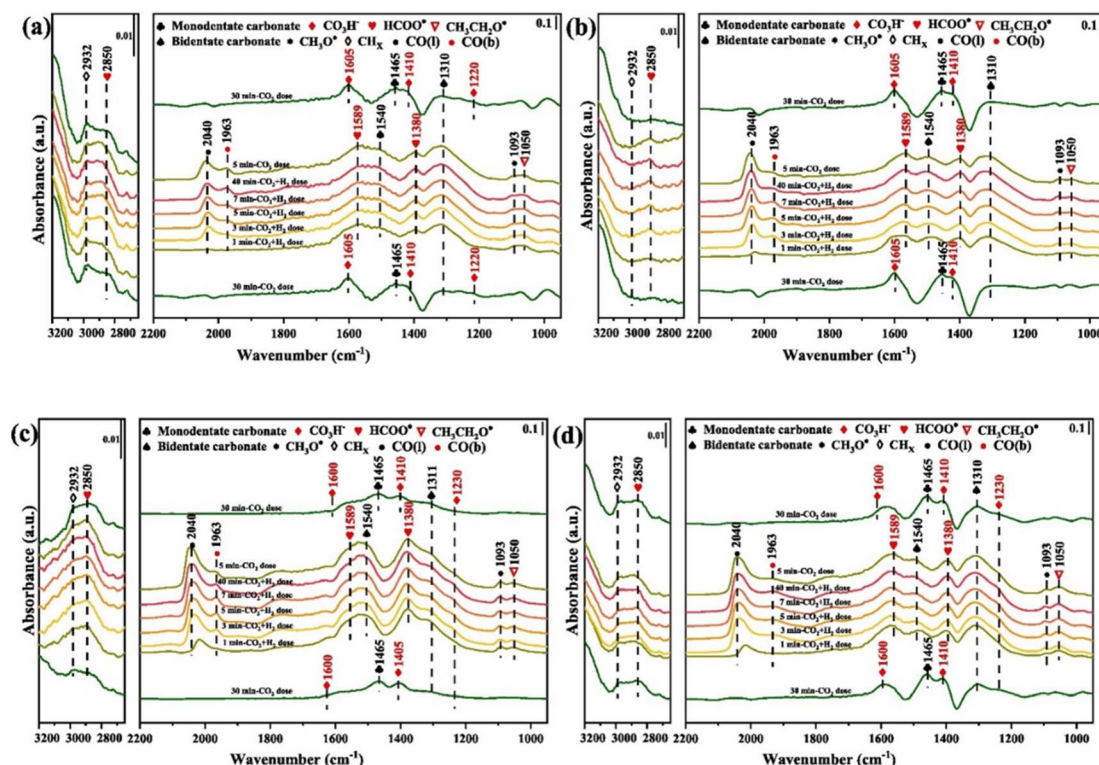 (a)
0.01
2932
2850
♣ Monodentate carbonate ♦ CO₃H⁻ ♥ HCOO* ▽ CH₃CH₂O*
0.1
♠ Bidentate carbonate CH₃O* ◊ CHₓ ● CO(l) ● CO(b)
1605
1465
1410
1310
1220
30 min-CO₂ dose
2040
1963
1589
1540
1380
1093
1050
5 min-CO₂ dose
40 min-CO₂+H₂ dose
7 min-CO₂+H₂ dose
5 min-CO₂+H₂ dose
3 min-CO₂+H₂ dose
1 min-CO₂+H₂ dose
1605
1465
1410
1220
30 min-CO₂ dose
Absorbance (a.u.)
3200 3000 2800
2000 1800 1600 1400 1200 1000
Wavenumber (cm⁻¹)
(b)
0.01
2932
2850
♣ Monodentate carbonate ♦ CO₃H⁻ ♥ HCOO* ▽ CH₃CH₂O*
0.1
♠ Bidentate carbonate CH₃O* ◊ CHₓ ● CO(l) ● CO(b)
1605
1465
1410
1310
30 min-CO₂ dose
2040
1963
1589
1540
1380
1093
1050
5 min-CO₂ dose
40 min-CO₂+H₂ dose
7 min-CO₂+H₂ dose
5 min-CO₂+H₂ dose
3 min-CO₂+H₂ dose
1 min-CO₂+H₂ dose
1605
1465
1410
30 min-CO₂ dose
Absorbance (a.u.)
3200 3000 2800
2000 1800 1600 1400 1200 1000
Wavenumber (cm⁻¹)
(c)
0.01
2932
2850
♣ Monodentate carbonate ♦ CO₃H⁻ ♥ HCOO* ▽ CH₃CH₂O*
0.1
♠ Bidentate carbonate CH₃O* ◊ CHₓ ● CO(l) ● CO(b)
1600
1465
1410
1311
1230
30 min-CO₂ dose
2040
1963
1589
1540
1380
1093
1050
5 min-CO₂ dose
40 min-CO₂+H₂ dose
7 min-CO₂+H₂ dose
5 min-CO₂+H₂ dose
3 min-CO₂+H₂ dose
1 min-CO₂+H₂ dose
1600
1465
1405
30 min-CO₂ dose
Absorbance (a.u.)
3200 3000 2800
2000 1800 1600 1400 1200 1000
Wavenumber (cm⁻¹)
(d)
0.01
2932
2850
♣ Monodentate carbonate ♦ CO₃H⁻ ♥ HCOO* ▽ CH₃CH₂O*
0.1
♠ Bidentate carbonate CH₃O* ◊ CHₓ ● CO(l) ● CO(b)
1600
1465
1410
1310
1230
30 min-CO₂ dose
2040
1963
1589
1540
1380
1093
1050
5 min-CO₂ dose
40 min-CO₂+H₂ dose
7 min-CO₂+H₂ dose
5 min-CO₂+H₂ dose
3 min-CO₂+H₂ dose
1 min-CO₂+H₂ dose
1600
1465
1410
30 min-CO₂ dose
Absorbance (a.u.)
3200 3000 2800
2000 1800 1600 1400 1200 1000
Wavenumber (cm⁻¹)